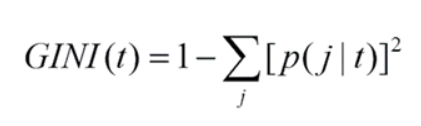 GINI(t) = 1 − ∑[p(j | t)]²
j